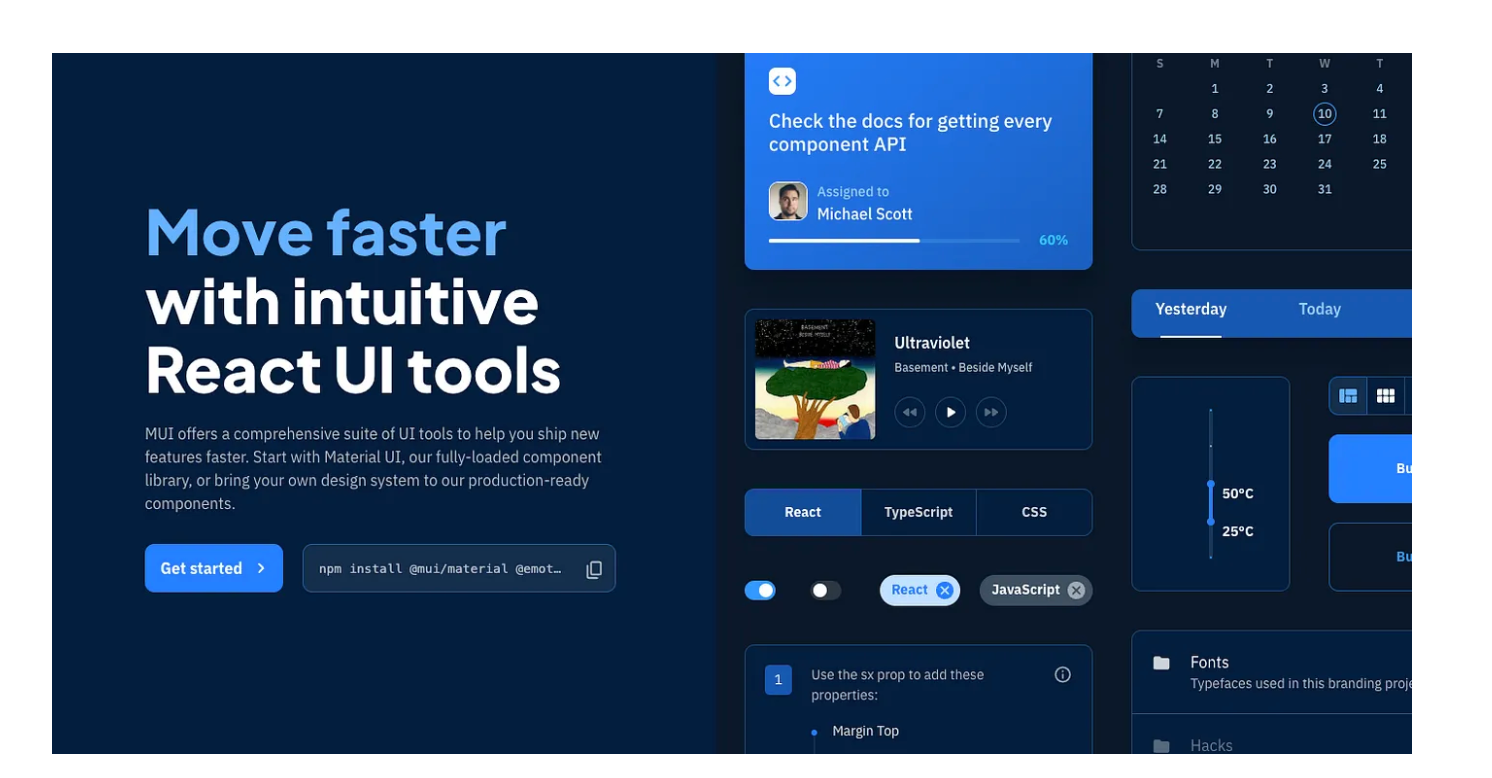 Move faster
with intuitive
React UI tools
MUI offers a comprehensive suite of UI tools to help you ship new
features faster. Start with Material UI, our fully-loaded component
library, or bring your own design system to our production-ready
components.
Get started
npm install @mui/material @emot…
Check the docs for getting every
component API
Assigned to
Michael Scott
60%
BASEMENT
BESIDE MYSELF
Ultraviolet
Basement • Beside Myself
React TypeScript CSS
React JavaScript
1 Use the sx prop to add these
properties:
Margin Top
S M T W T
1 2 3 4
7 8 9 10 11
14 15 16 17 18
21 22 23 24 25
28 29 30 31
Yesterday Today
50°C
25°C
Bu
Bu
Fonts
Typefaces used in this branding proje
Hacks